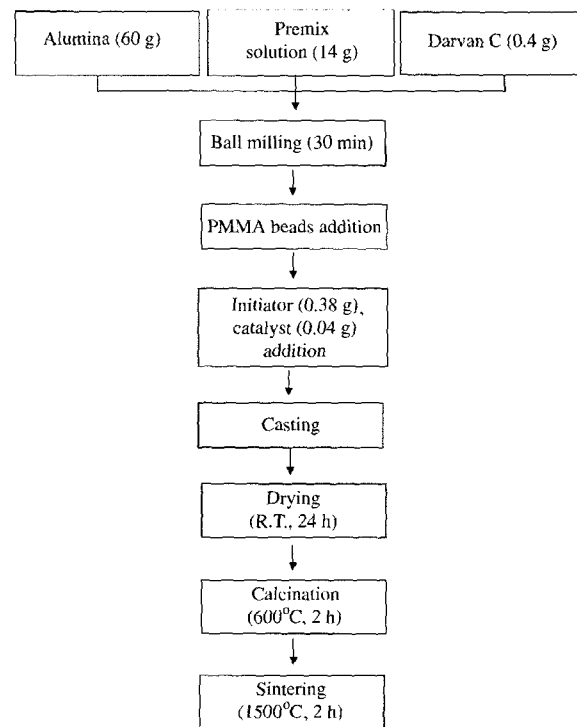 Alumina (60 g)
Premix
solution (14 g)
Darvan C (0.4 g)
Ball milling (30 min)
PMMA beads addition
Initiator (0.38 g),
catalyst (0.04 g)
addition
Casting
Drying
(R.T., 24 h)
Calcination
(600°C, 2 h)
Sintering
(1500°C, 2 h)